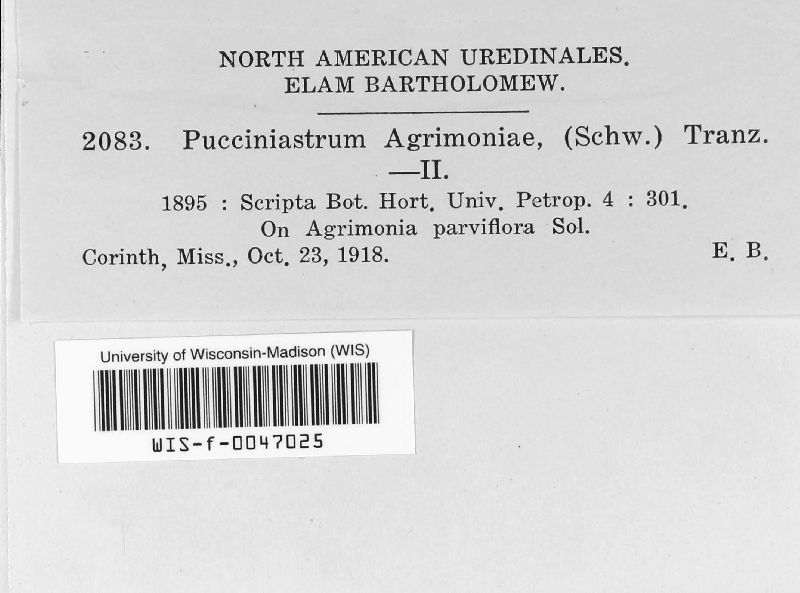 NORTH AMERICAN UREDINALES.
ELAM BARTHOLOMEW.
2083. Pucciniastrum Agrimoniae, (Schw.) Tranz.
—II.
1895 : Scripta Bot. Hort. Univ. Petrop. 4 : 301.
On Agrimonia parviflora Sol.
Corinth, Miss., Oct. 23, 1918. E. B.
University of Wisconsin-Madison (WIS)
WIS-f-0047025